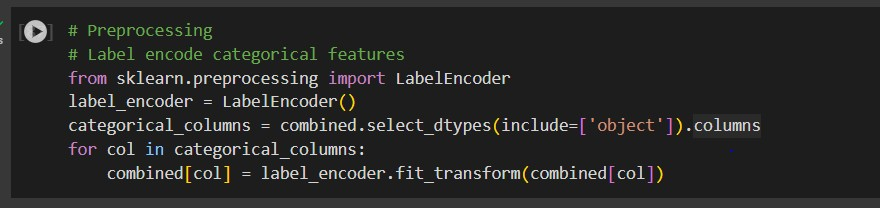 # Preprocessing
# Label encode categorical features
from sklearn.preprocessing import LabelEncoder
label_encoder = LabelEncoder()
categorical_columns = combined.select_dtypes(include=['object']).columns
for col in categorical_columns:
    combined[col] = label_encoder.fit_transform(combined[col])